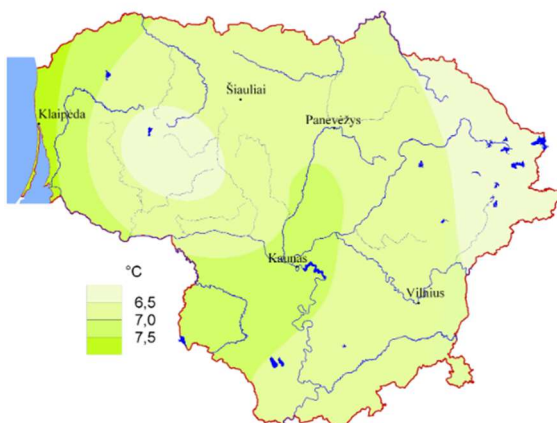 Šiauliai
Klaipėda
Panevėžys
Kaunas
Vilnius
°C
6,5
7,0
7,5